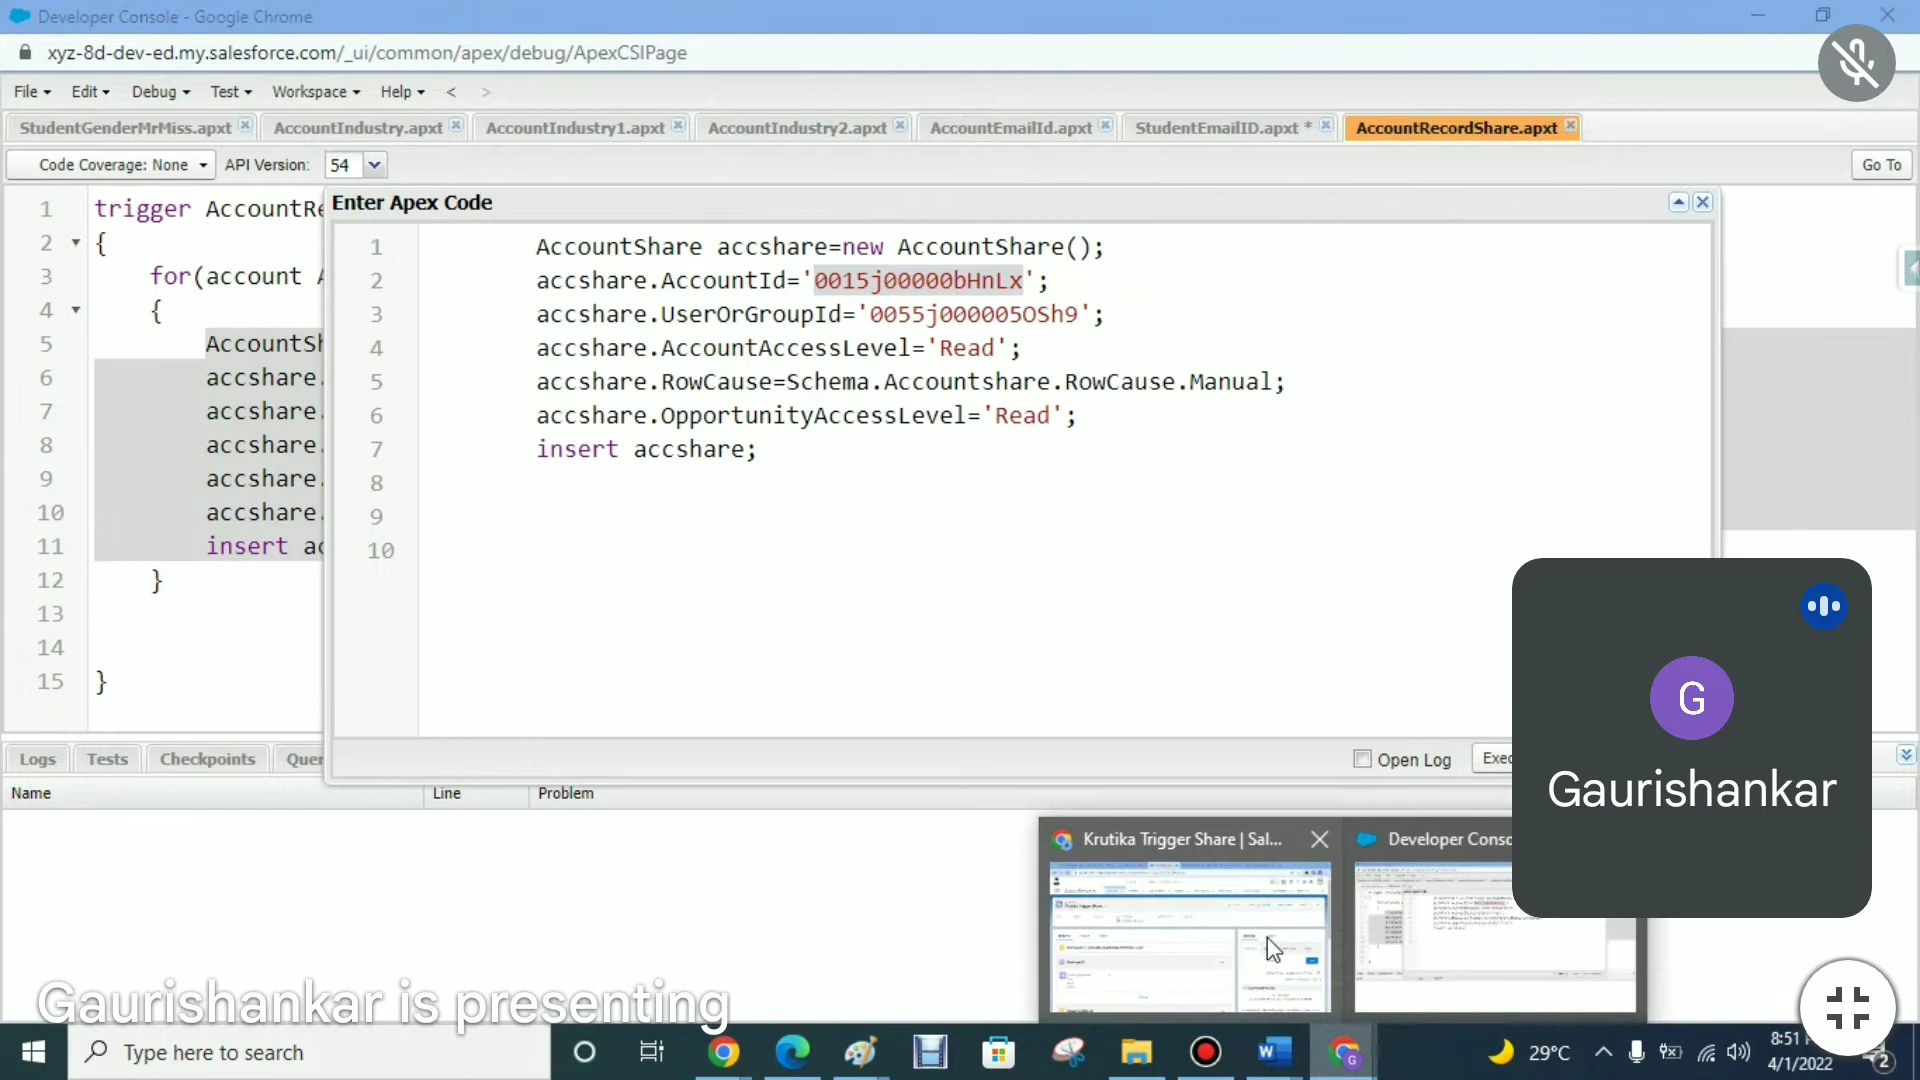 Developer Console - Google Chrome
xyz-8d-dev-ed.my.salesforce.com/_ui/common/apex/debug/ApexCSIPage
File Edit Debug Test Workspace Help < >
StudentGenderMrMiss.apxt AccountIndustry.apxt AccountIndustry1.apxt AccountIndustry2.apxt AccountEmailId.apxt StudentEmailID.apxt * AccountRecordShare.apxt
Code Coverage: None API Version: 54 Go To
1 trigger AccountRe
2 {
3 for(account A
4 {
5 AccountSh
6 accshare.
7 accshare.
8 accshare.
9 accshare.
10 accshare.
11 insert ac
12 }
13
14
15 }
Enter Apex Code
1 AccountShare accshare=new AccountShare();
2 accshare.AccountId='0015j00000bHnLx';
3 accshare.UserOrGroupId='0055j000005OSh9';
4 accshare.AccountAccessLevel='Read';
5 accshare.RowCause=Schema.Accountshare.RowCause.Manual;
6 accshare.OpportunityAccessLevel='Read';
7 insert accshare;
8
9
10
Open Log Exec
Logs Tests Checkpoints Quer
Name Line Problem
G
Gaurishankar
Krutika Trigger Share | Sal... Developer Conso
Gaurishankar is presenting
Type here to search
29°C
8:51
4/1/2022
2